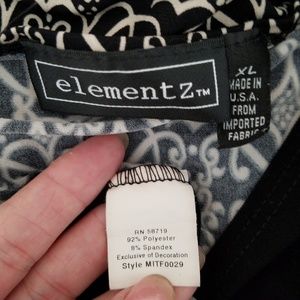 elementz™
XL
MADE IN
U.S.A.
FROM
IMPORTED
FABRIC
RN 58719
92% Polyester
8% Spandex
Exclusive of Decoration
Style MITF0029